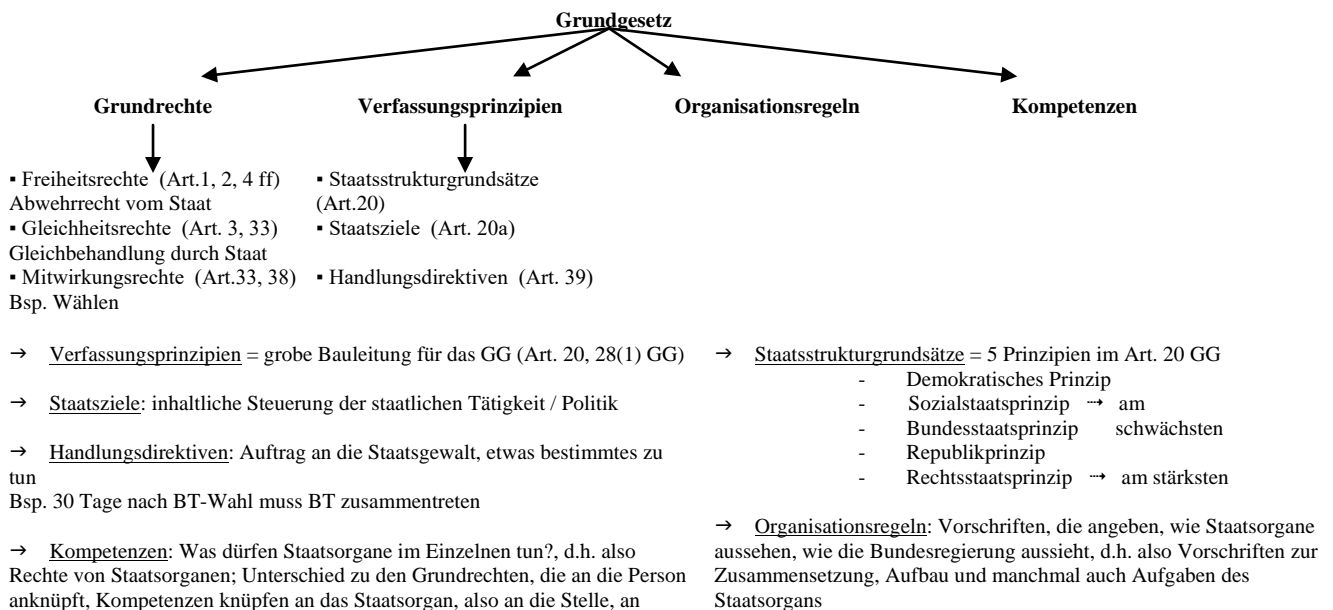 Grundgesetz
Grundrechte Verfassungsprinzipien Organisationsregeln Kompetenzen
▪ Freiheitsrechte (Art.1, 2, 4 ff)
Abwehrrecht vom Staat
▪ Gleichheitsrechte (Art. 3, 33)
Gleichbehandlung durch Staat
▪ Mitwirkungsrechte (Art.33, 38)
Bsp. Wählen
▪ Staatsstrukturgrundsätze
(Art.20)
▪ Staatsziele (Art. 20a)
▪ Handlungsdirektiven (Art. 39)
→ Verfassungsprinzipien = grobe Bauleitung für das GG (Art. 20, 28(1) GG)
→ Staatsziele: inhaltliche Steuerung der staatlichen Tätigkeit / Politik
→ Handlungsdirektiven: Auftrag an die Staatsgewalt, etwas bestimmtes zu
tun
Bsp. 30 Tage nach BT-Wahl muss BT zusammentreten
→ Kompetenzen: Was dürfen Staatsorgane im Einzelnen tun?, d.h. also
Rechte von Staatsorganen; Unterschied zu den Grundrechten, die an die Person
anknüpft, Kompetenzen knüpfen an das Staatsorgan, also an die Stelle, an
→ Staatsstrukturgrundsätze = 5 Prinzipien im Art. 20 GG
- Demokratisches Prinzip
- Sozialstaatsprinzip ⇢ am
- Bundesstaatsprinzip schwächsten
- Republikprinzip
- Rechtsstaatsprinzip ⇢ am stärksten
→ Organisationsregeln: Vorschriften, die angeben, wie Staatsorgane
aussehen, wie die Bundesregierung aussieht, d.h. also Vorschriften zur
Zusammensetzung, Aufbau und manchmal auch Aufgaben des
Staatsorgans